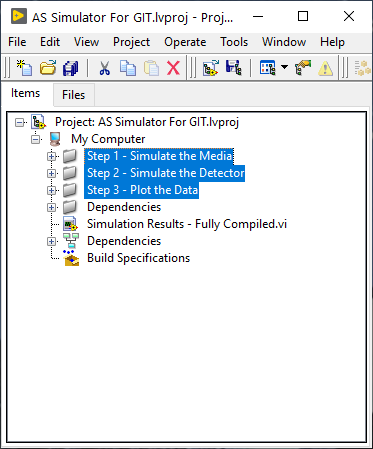 AS Simulator For GIT.lvproj - Proj...
File Edit View Project Operate Tools Window Help
Items Files
Project: AS Simulator For GIT.lvproj
My Computer
Step 1 - Simulate the Media
Step 2 - Simulate the Detector
Step 3 - Plot the Data
Dependencies
Simulation Results - Fully Compiled.vi
Dependencies
Build Specifications